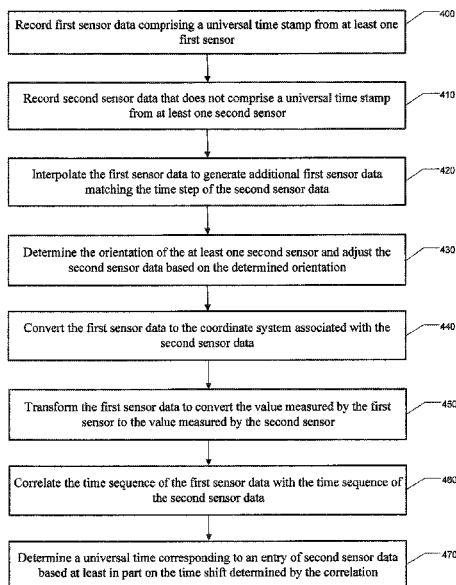 Record first sensor data comprising a universal time stamp from at least one
first sensor
400
Record second sensor data that does not comprise a universal time stamp
from at least one second sensor
410
Interpolate the first sensor data to generate additional first sensor data
matching the time step of the second sensor data
420
Determine the orientation of the at least one second sensor and adjust the
second sensor data based on the determined orientation
430
Convert the first sensor data to the coordinate system associated with the
second sensor data
440
Transform the first sensor data to convert the value measured by the first
sensor to the value measured by the second sensor
450
Correlate the time sequence of the first sensor data with the time sequence of
the second sensor data
460
Determine a universal time corresponding to an entry of second sensor data
based at least in part on the time shift determined by the correlation
470